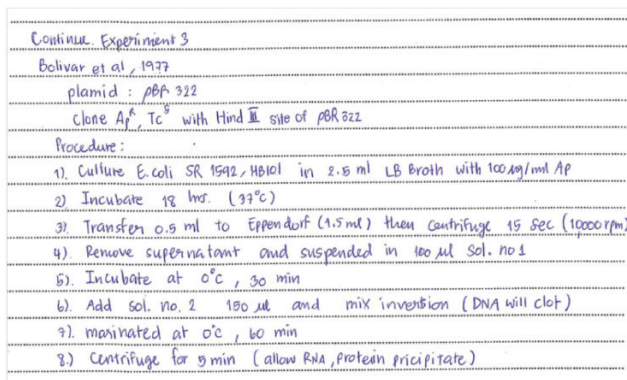 Continue. Experiment 3
Bolivar et al, 1977
plamid : pBR 322
Clone Ap^R, Tc^S with Hind III site of pBR 322
Procedure :
1). Culture E.coli SR 1592, HB101 in 2.5 ml LB Broth with 100 μg/ml Ap
2) Incubate 18 hrs. (37°C)
3). Transfer 0.5 ml to Eppendorf (1.5 ml) then centrifuge 15 sec (10000 rpm)
4). Remove supernatant and suspended in 100 μl Sol. no 1
5). Incubate at 0°C, 30 min
6). Add sol. no. 2 150 μl and mix invertion (DNA will clot)
7). marinated at 0°C, 60 min
8.) Centrifuge for 5 min (allow RNA, protein pricipitate)